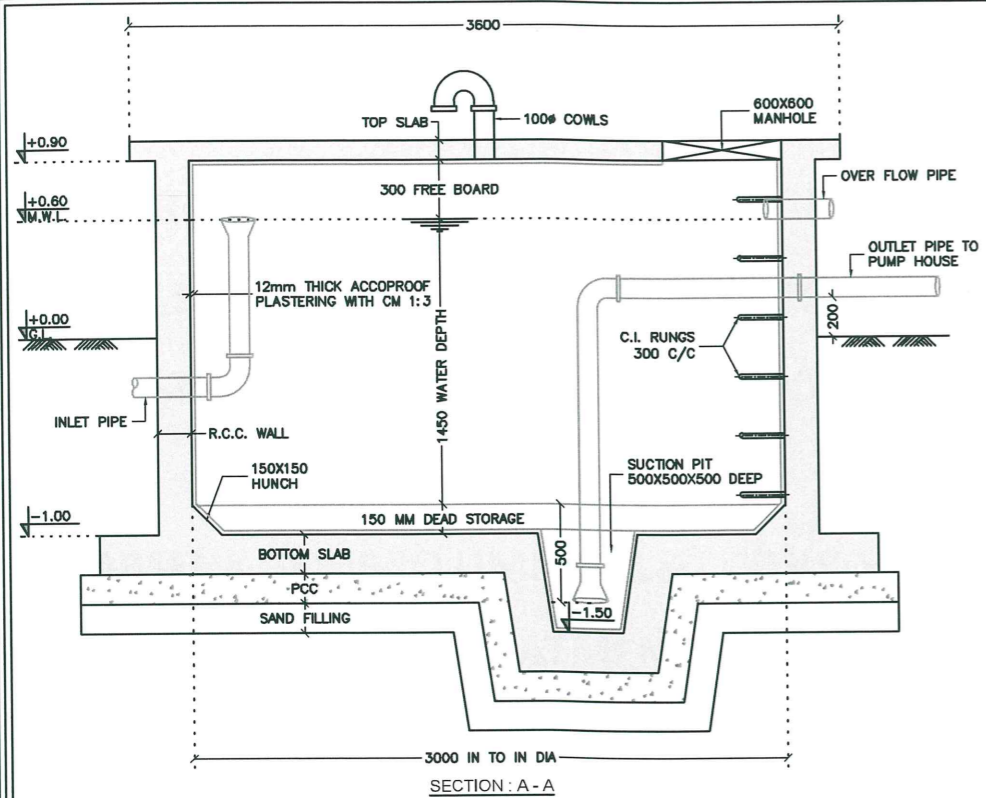 3600
TOP SLAB
100ø COWLS
600X600
MANHOLE
+0.90
300 FREE BOARD
OVER FLOW PIPE
+0.60
M.W.L.
OUTLET PIPE TO
PUMP HOUSE
12mm THICK ACCOPROOF
PLASTERING WITH CM 1:3
+0.00
G.L.
200
C.I. RUNGS
300 C/C
1450 WATER DEPTH
INLET PIPE
R.C.C. WALL
150X150
HUNCH
SUCTION PIT
500X500X500 DEEP
-1.00
150 MM DEAD STORAGE
500
BOTTOM SLAB
PCC
-1.50
SAND FILLING
3000 IN TO IN DIA
SECTION : A - A